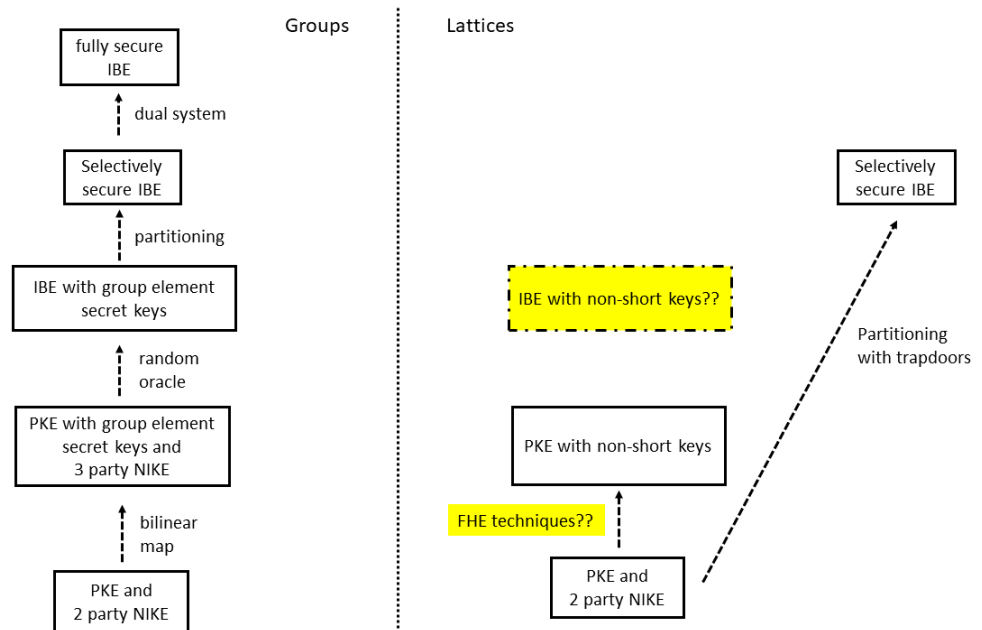 Groups
fully secure
IBE
dual system
Selectively
secure IBE
partitioning
IBE with group element
secret keys
random
oracle
PKE with group element
secret keys and
3 party NIKE
bilinear
map
PKE and
2 party NIKE
Lattices
Selectively
secure IBE
IBE with non-short keys??
Partitioning
with trapdoors
PKE with non-short keys
FHE techniques??
PKE and
2 party NIKE